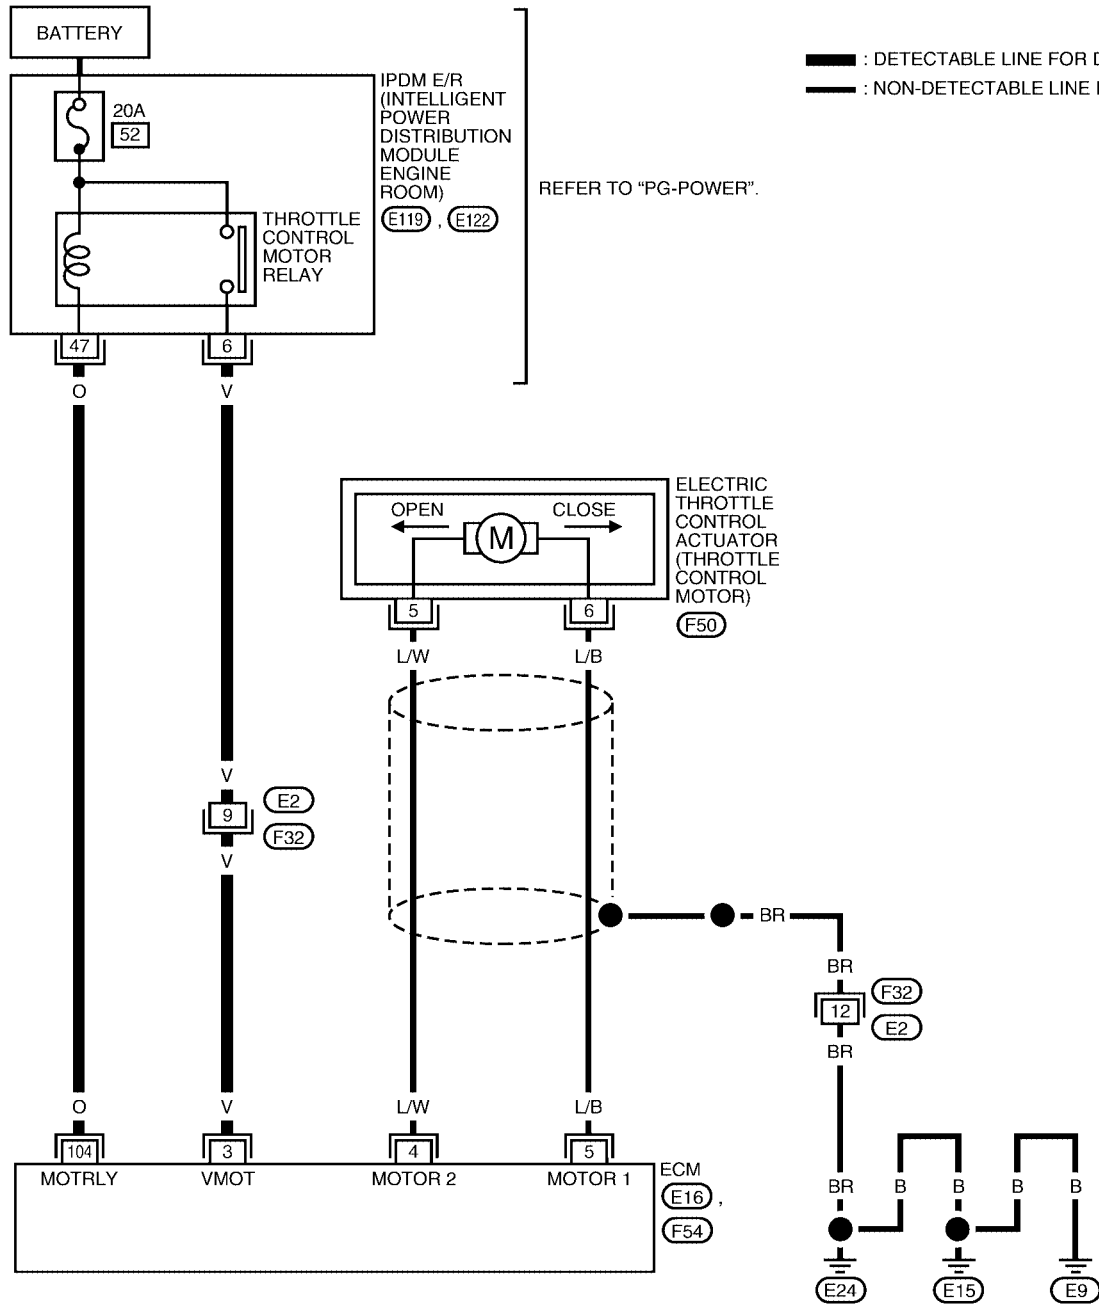 BATTERY
: DETECTABLE LINE FOR D
: NON-DETECTABLE LINE
20A
52
IPDM E/R
(INTELLIGENT
POWER
DISTRIBUTION
MODULE
ENGINE
ROOM)
E119 , E122
REFER TO “PG-POWER”.
THROTTLE
CONTROL
MOTOR
RELAY
47
6
O
V
OPEN
CLOSE
M
ELECTRIC
THROTTLE
CONTROL
ACTUATOR
(THROTTLE
CONTROL
MOTOR)
F50
5
6
L/W
L/B
V
9
E2
F32
V
BR
BR
12
F32
E2
BR
O
V
L/W
L/B
104
3
4
5
MOTRLY
VMOT
MOTOR 2
MOTOR 1
ECM
E16 ,
F54
BR
B
B
B
B
E24
E15
E9